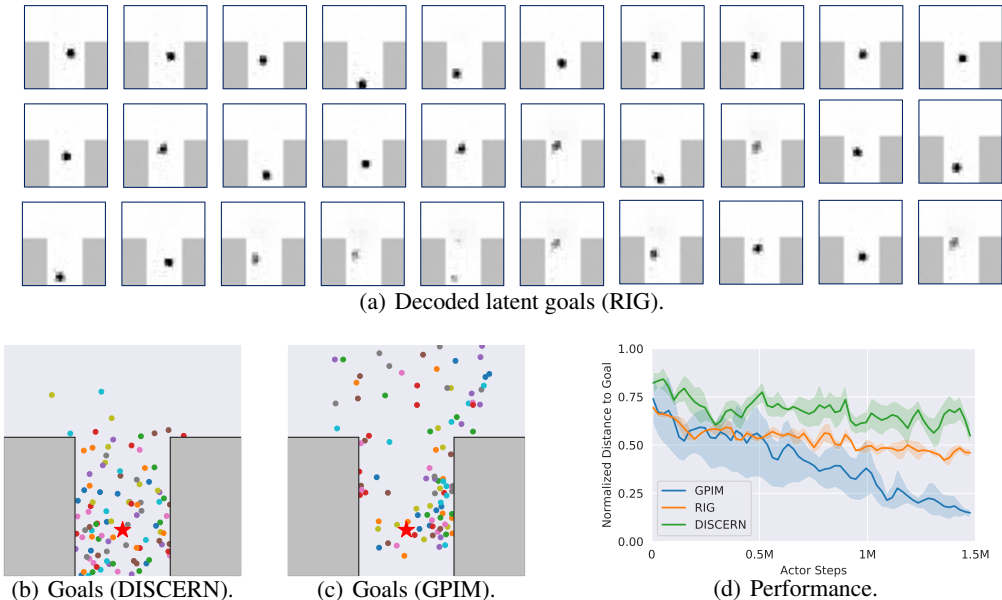 (a) Decoded latent goals (RIG).
(b) Goals (DISCERN).
(c) Goals (GPIM).
1.00
0.75
0.50
0.25
0.00
Normalized Distance to Goal
GPIM
RIG
DISCERN
0
0.5M
1M
1.5M
Actor Steps
(d) Performance.